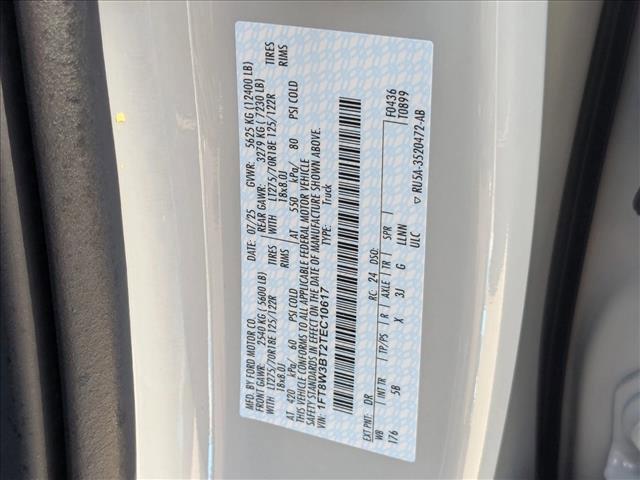 MFD. BY FORD MOTOR CO. DATE: 07/25 GVWR: 5625 KG (12400 LB)
FRONT GAWR: 2540 KG (5600 LB) REAR GAWR: 3279 KG (7230 LB)
WITH LT275/70R18E 125/122R TIRES WITH LT275/70R18E 125/122R TIRES
18x8.0J RIMS 18x8.0J RIMS
AT 420 kPa/ 60 PSI COLD AT 550 kPa/ 80 PSI COLD
THIS VEHICLE CONFORMS TO ALL APPLICABLE FEDERAL MOTOR VEHICLE
SAFETY STANDARDS IN EFFECT ON THE DATE OF MANUFACTURE SHOWN ABOVE.
VIN: 1FT8W3BT2TEC10617 TYPE: Truck
EXT PNT: DR RC: 24 DSO: F0436
T0899
WB INT TR TP/PS R AXLE TR SPR
176 5B X 3J G LLMN
ULC
▽ RU5A-3520472-AB